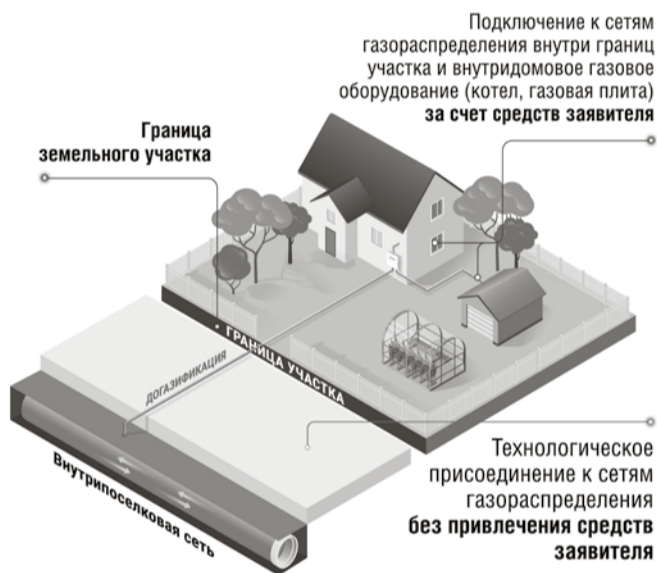 Подключение к сетям
газораспределения внутри границ
участка и внутридомовое газовое
оборудование (котел, газовая плита)
за счет средств заявителя
Граница
земельного участка
ГРАНИЦА УЧАСТКА
ДОГАЗИФИКАЦИЯ
Внутрипоселковая сеть
Технологическое
присоединение к сетям
газораспределения
без привлечения средств
заявителя